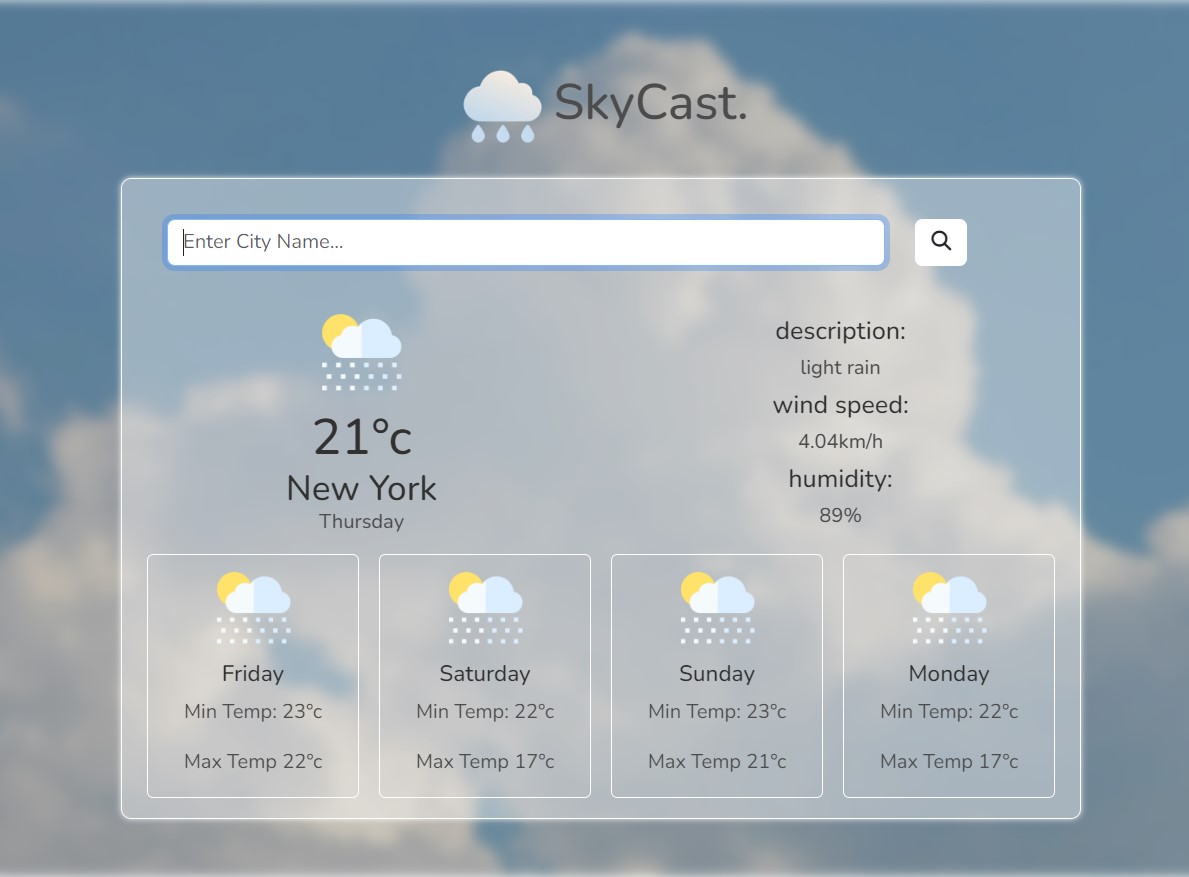 SkyCast.
Enter City Name...
21°c
New York
Thursday
description:
light rain
wind speed:
4.04km/h
humidity:
89%
Friday
Min Temp: 23°c
Max Temp 22°c
Saturday
Min Temp: 22°c
Max Temp 17°c
Sunday
Min Temp: 23°c
Max Temp 21°c
Monday
Min Temp: 22°c
Max Temp 17°c